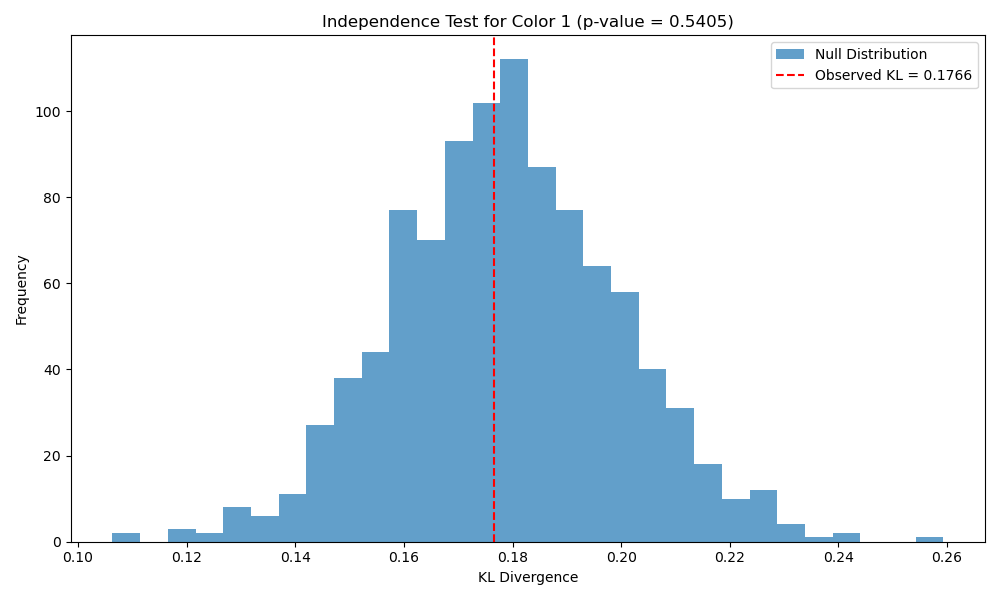 Independence Test for Color 1 (p-value = 0.5405)
Null Distribution
Observed KL = 0.1766
Frequency
100
80
60
40
20
0
0.10 0.12 0.14 0.16 0.18 0.20 0.22 0.24 0.26
KL Divergence